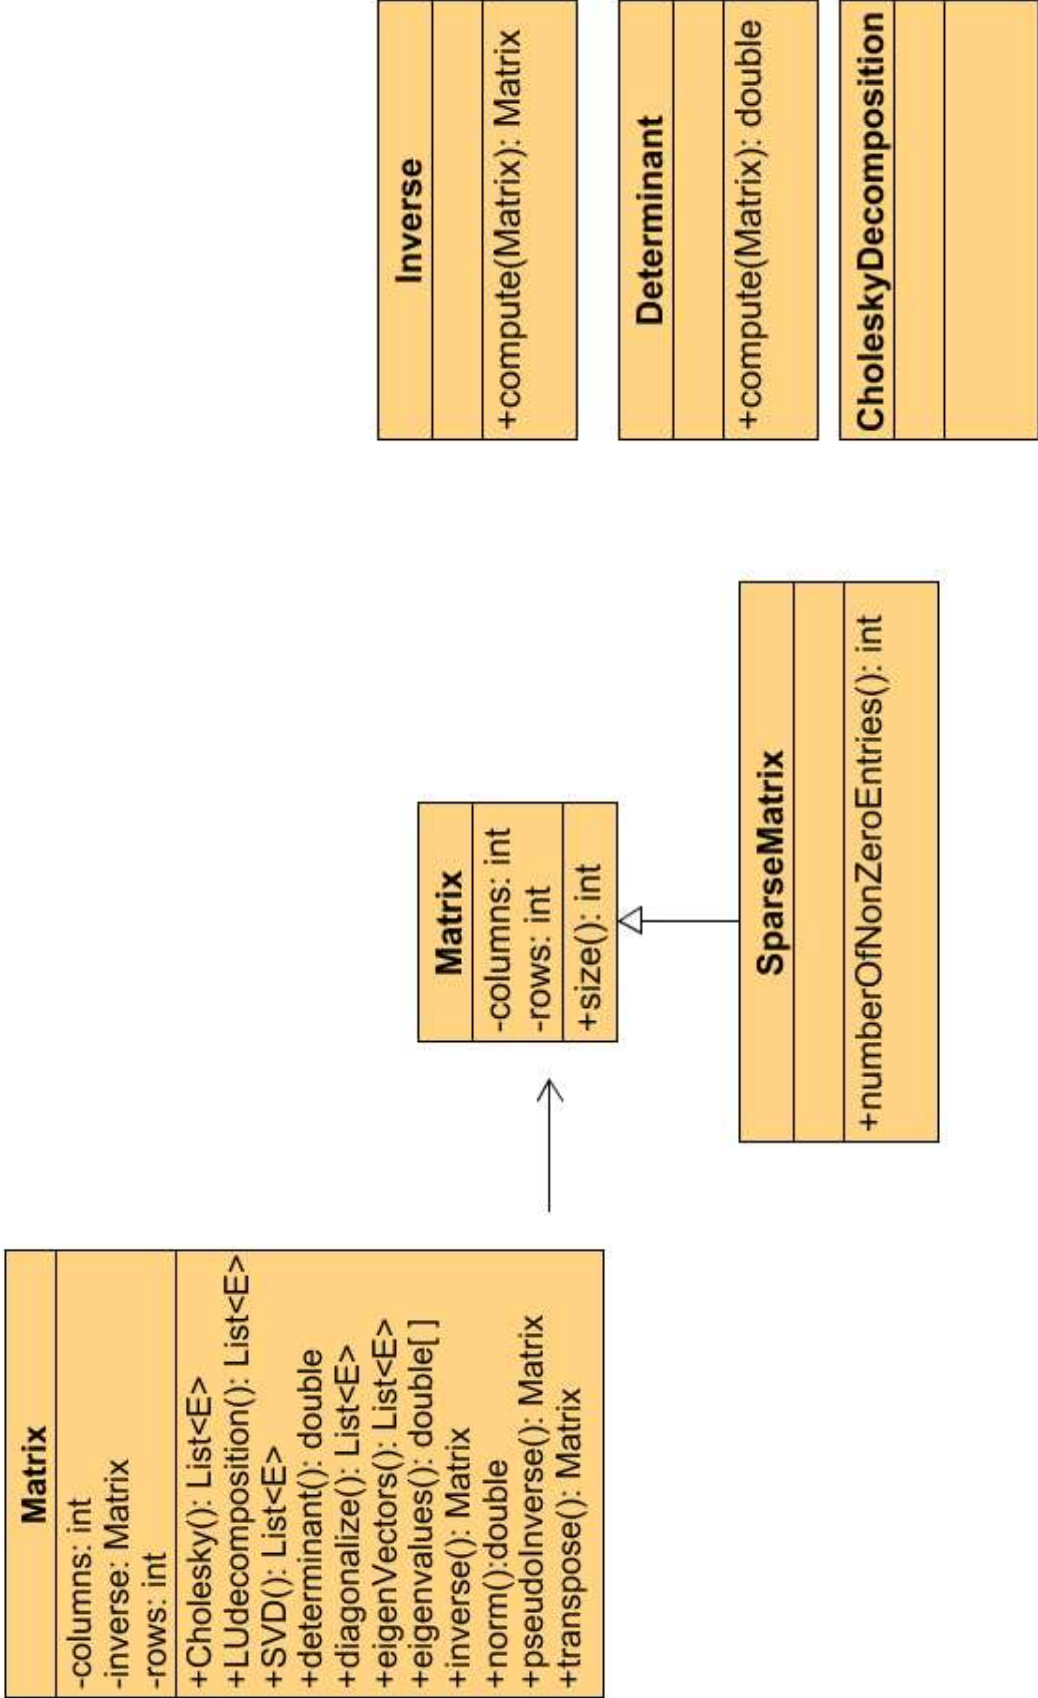 Matrix
-columns: int
-inverse: Matrix
-rows: int
+Cholesky(): List<E>
+LUdecomposition(): List<E>
+SVD(): List<E>
+determinant(): double
+diagonalize(): List<E>
+eigenVectors(): List<E>
+eigenvalues(): double[ ]
+inverse(): Matrix
+norm():double
+pseudoInverse(): Matrix
+transpose(): Matrix
Matrix
-columns: int
-rows: int
+size(): int
SparseMatrix
+numberOfNonZeroEntries(): int
Inverse
+compute(Matrix): Matrix
Determinant
+compute(Matrix): double
CholeskyDecomposition